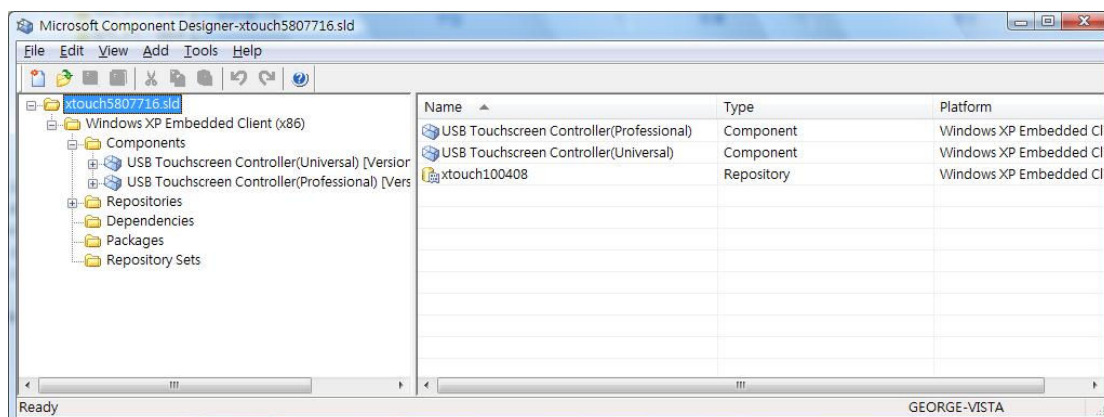 Microsoft Component Designer-xtouch5807716.sld
File Edit View Add Tools Help
xtouch5807716.sld
Windows XP Embedded Client (x86)
Components
USB Touchscreen Controller(Universal) [Version
USB Touchscreen Controller(Professional) [Vers
Repositories
Dependencies
Packages
Repository Sets
Name Type Platform
USB Touchscreen Controller(Professional) Component Windows XP Embedded Cl
USB Touchscreen Controller(Universal) Component Windows XP Embedded Cl
xtouch100408 Repository Windows XP Embedded Cl
Ready GEORGE-VISTA